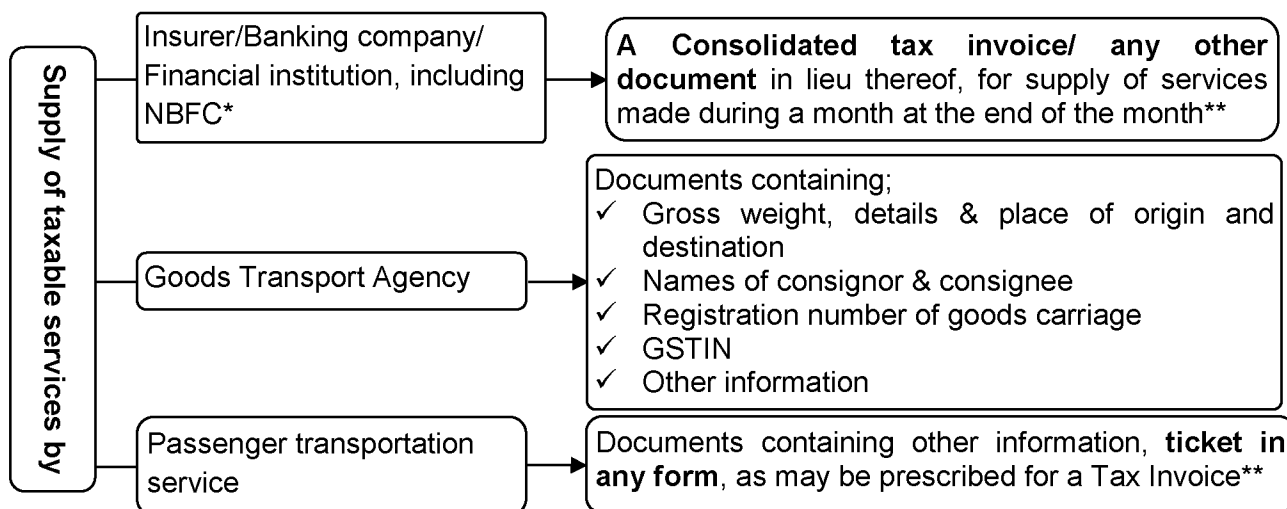 Supply of taxable services by
Insurer/Banking company/
Financial institution, including
NBFC*
A Consolidated tax invoice/ any other
document in lieu thereof, for supply of services
made during a month at the end of the month**
Goods Transport Agency
Documents containing;
✓ Gross weight, details & place of origin and
destination
✓ Names of consignor & consignee
✓ Registration number of goods carriage
✓ GSTIN
✓ Other information
Passenger transportation
service
Documents containing other information, ticket in
any form, as may be prescribed for a Tax Invoice**